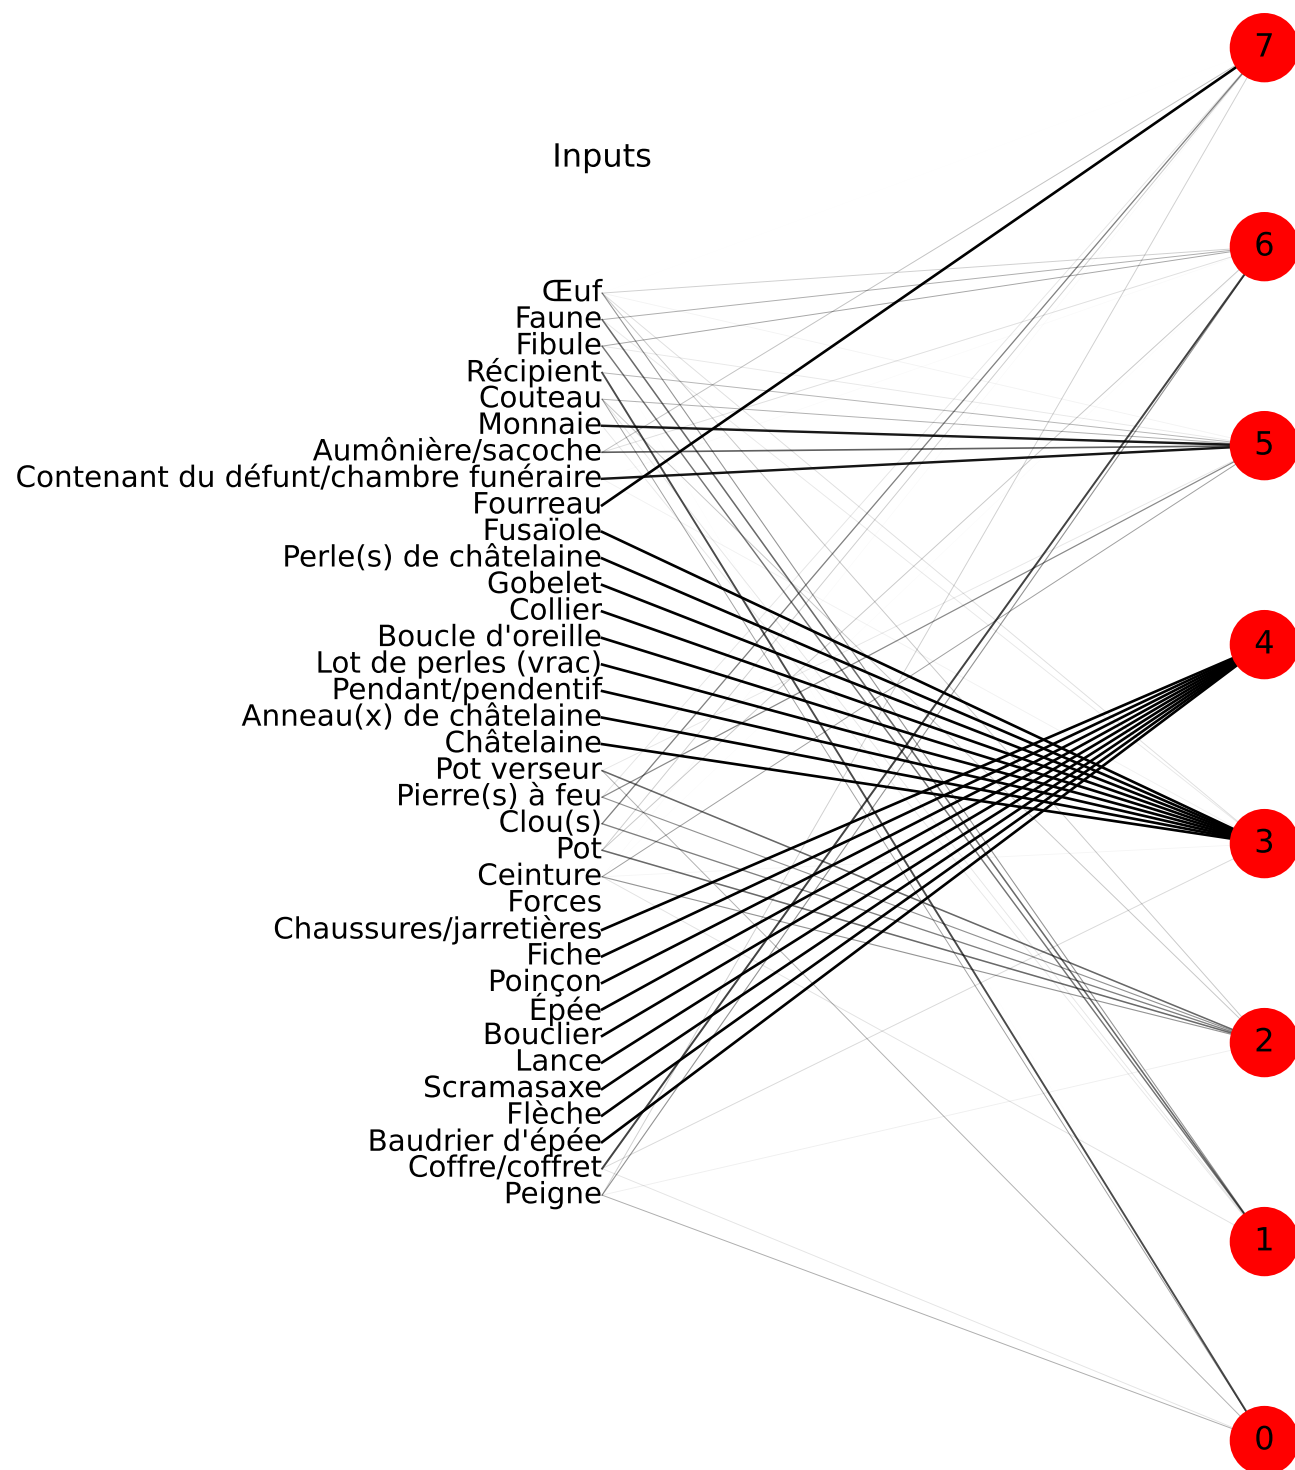 7
Inputs
6
Œuf
Faune
Fibule
Récipient
Couteau
Monnaie
5
Aumônière/sacoche
Contenant du défunt/chambre funéraire
Fourreau
Fusaïole
Perle(s) de châtelaine
Gobelet
Collier
Boucle d'oreille
4
Lot de perles (vrac)
Pendant/pendentif
Anneau(x) de châtelaine
Châtelaine
Pot verseur
Pierre(s) à feu
Clou(s)
3
Pot
Ceinture
Forces
Chaussures/jarretières
Fiche
Poinçon
Épée
Bouclier
2
Lance
Scramasaxe
Flèche
Baudrier d'épée
Coffre/coffret
Peigne
1
0